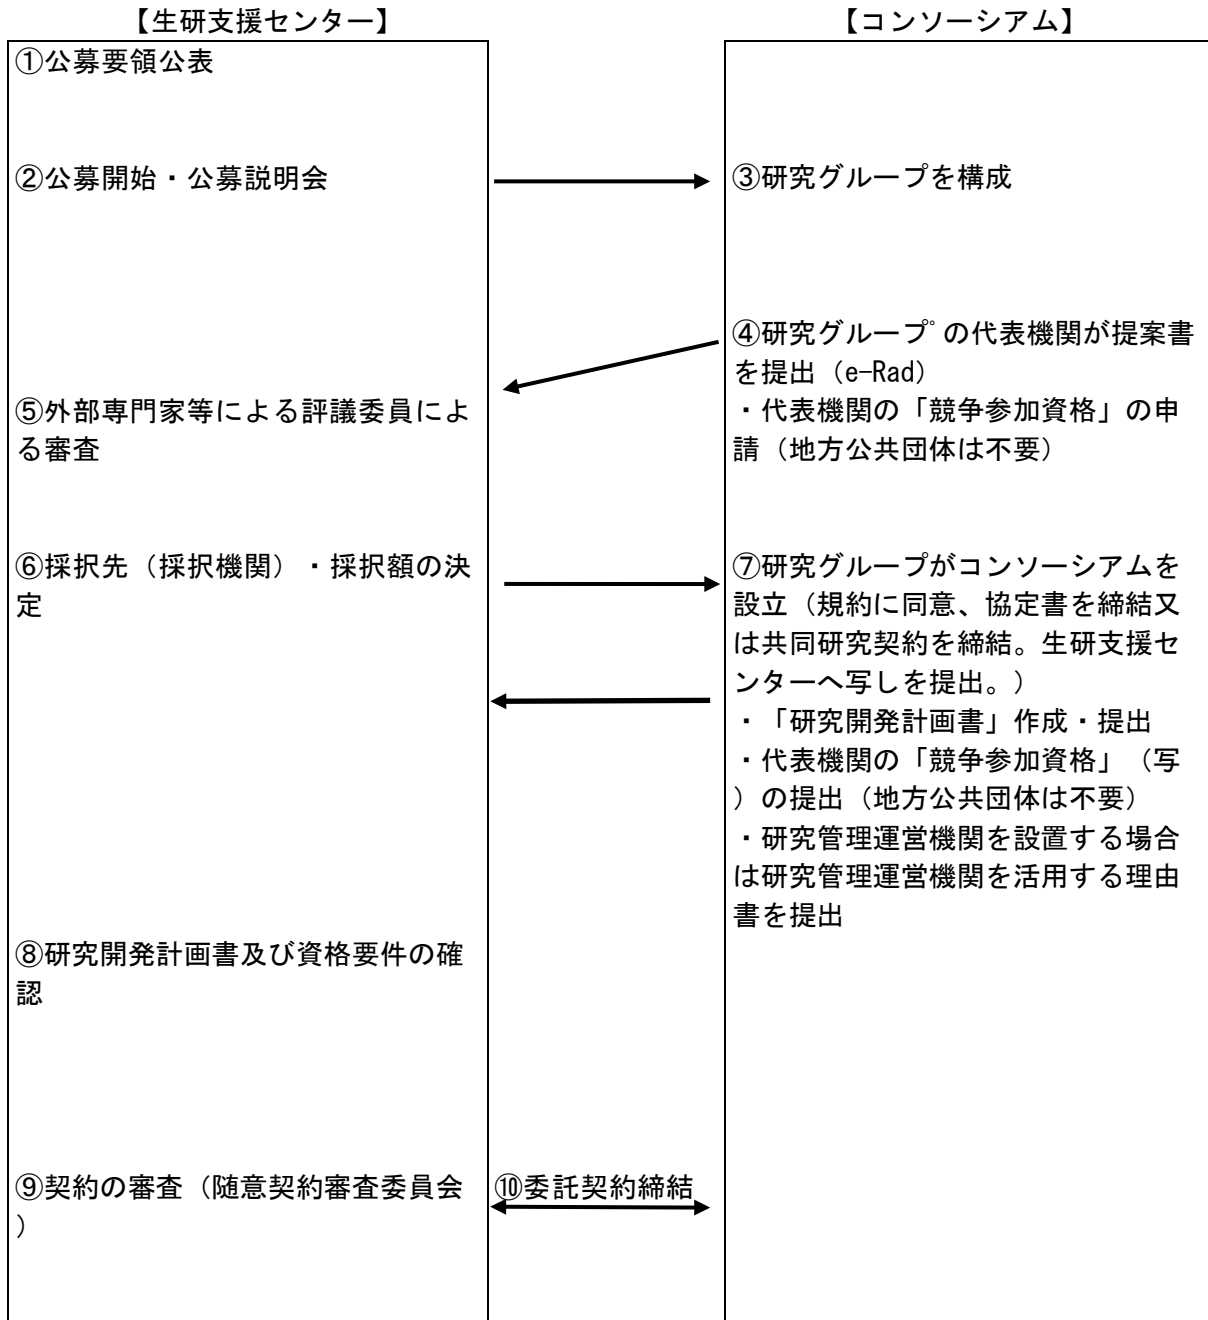 【生研支援センター】
【コンソーシアム】
①公募要領公表
②公募開始・公募説明会
③研究グループを構成
④研究グループ゜の代表機関が提案書
を提出（e-Rad）
・代表機関の「競争参加資格」の申
請（地方公共団体は不要）
⑤外部専門家等による評議委員によ
る審査
⑥採択先（採択機関）・採択額の決
定
⑦研究グループがコンソーシアムを
設立（規約に同意、協定書を締結又
は共同研究契約を締結。生研支援セ
ンターへ写しを提出。）
・「研究開発計画書」作成・提出
・代表機関の「競争参加資格」（写
）の提出（地方公共団体は不要）
・研究管理運営機関を設置する場合
は研究管理運営機関を活用する理由
書を提出
⑧研究開発計画書及び資格要件の確
認
⑨契約の審査（随意契約審査委員会
）
⑩委託契約締結